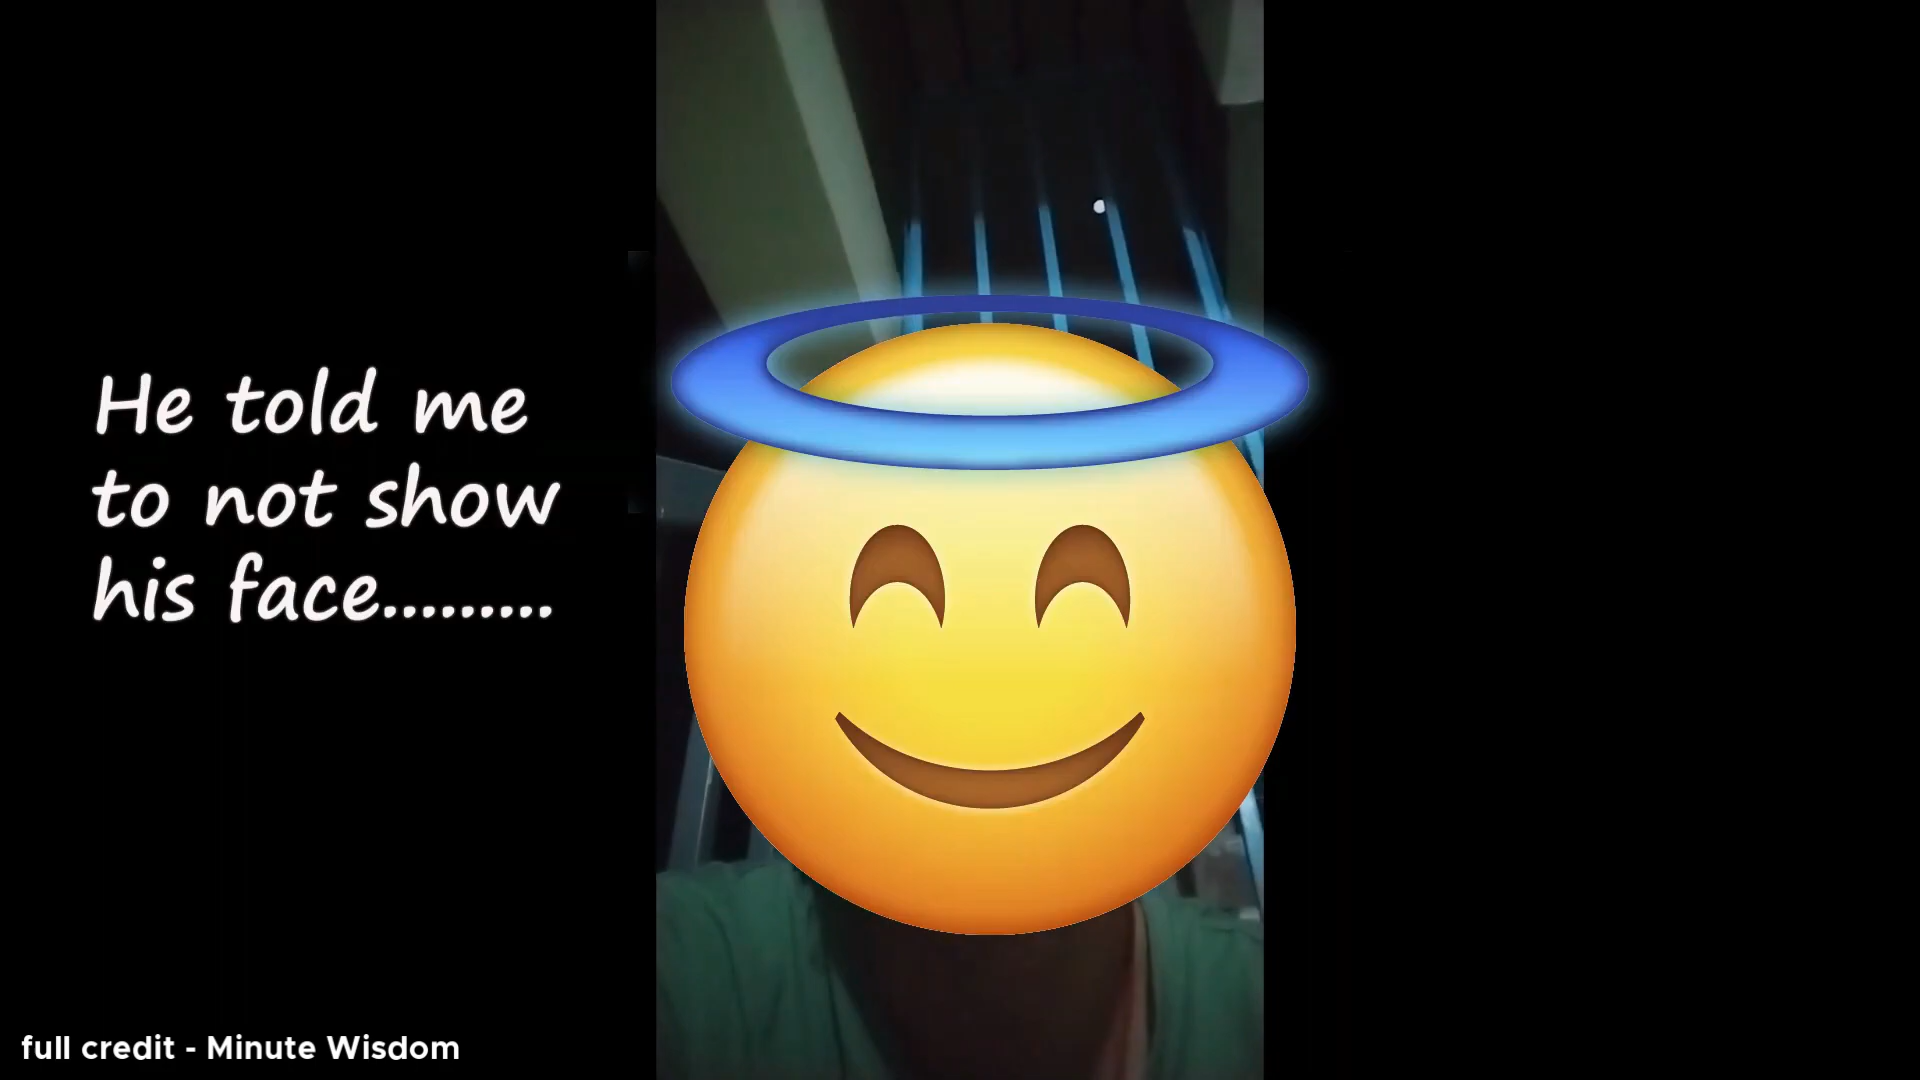 He told me
to not show
his face.........
full credit - Minute Wisdom